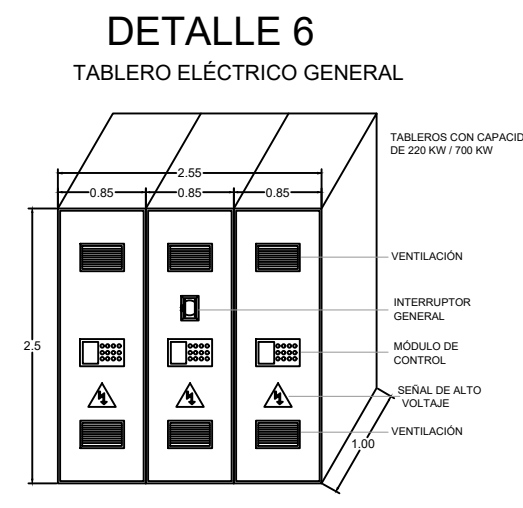 DETALLE 6
TABLERO ELÉCTRICO GENERAL
TABLEROS CON CAPACID
DE 220 KW / 700 KW
2.55
0.85
0.85
0.85
VENTILACIÓN
INTERRUPTOR
GENERAL
2.5
MÓDULO DE
CONTROL
SEÑAL DE ALTO
VOLTAJE
VENTILACIÓN
1.00